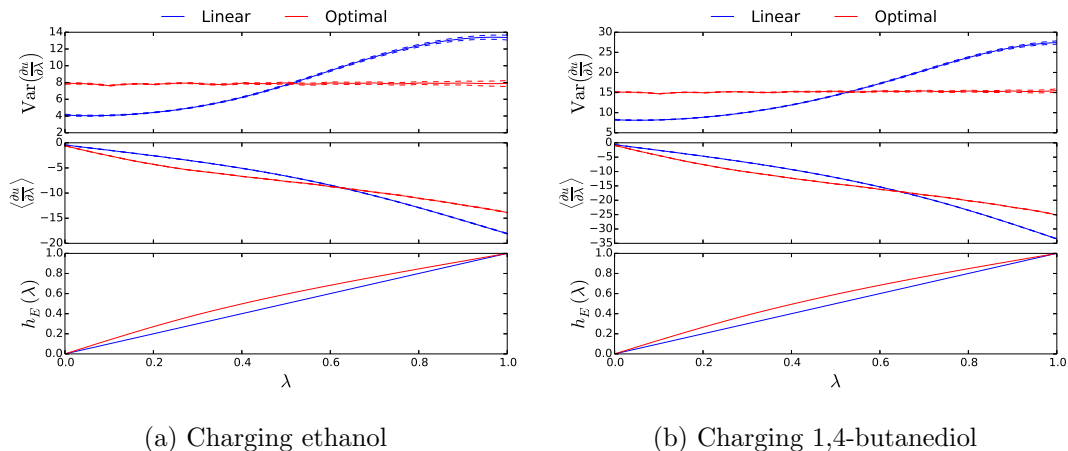 Linear Optimal
Var(∂u/∂λ)
14
12
10
8
6
4
2
⟨∂u/∂λ⟩
0
−5
−10
−15
−20
h_E(λ)
1.0
0.8
0.6
0.4
0.2
0.0
0.0 0.2 0.4 0.6 0.8 1.0
λ
(a) Charging ethanol
Linear Optimal
Var(∂u/∂λ)
30
25
20
15
10
5
⟨∂u/∂λ⟩
0
−5
−10
−15
−20
−25
−30
−35
h_E(λ)
1.0
0.8
0.6
0.4
0.2
0.0
0.0 0.2 0.4 0.6 0.8 1.0
λ
(b) Charging 1,4-butanediol